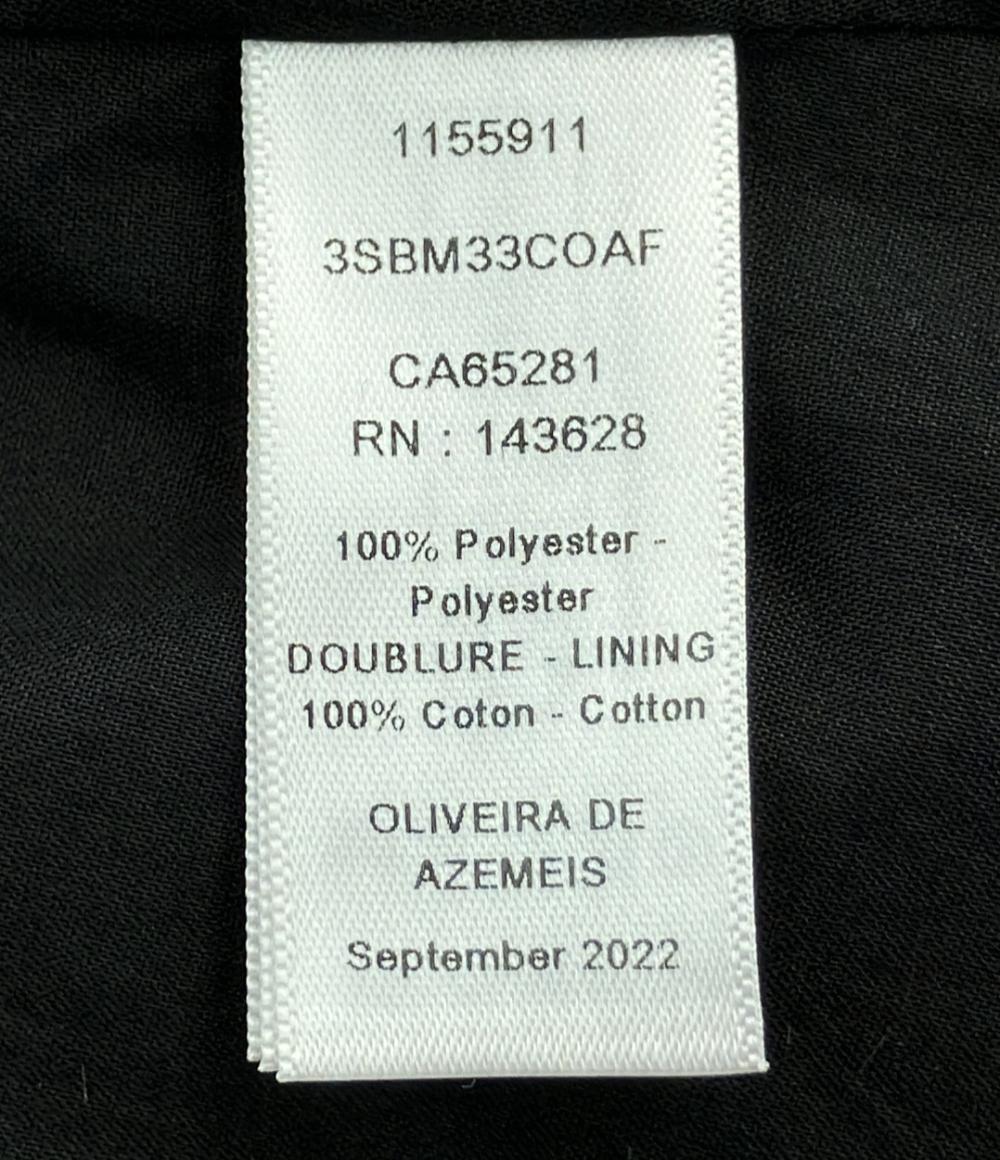 1155911
3SBM33COAF
CA65281
RN : 143628
100% Polyester -
Polyester
DOUBLURE - LINING
100% Coton - Cotton
OLIVEIRA DE
AZEMEIS
September 2022